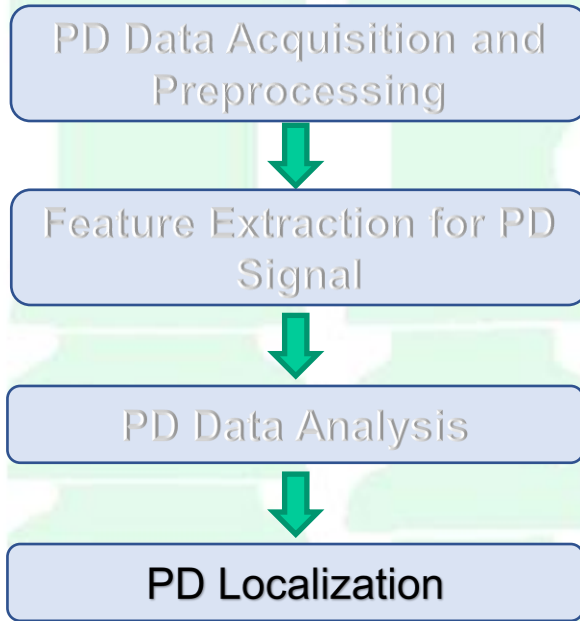 PD Data Acquisition and
Preprocessing
Feature Extraction for PD
Signal
PD Data Analysis
PD Localization